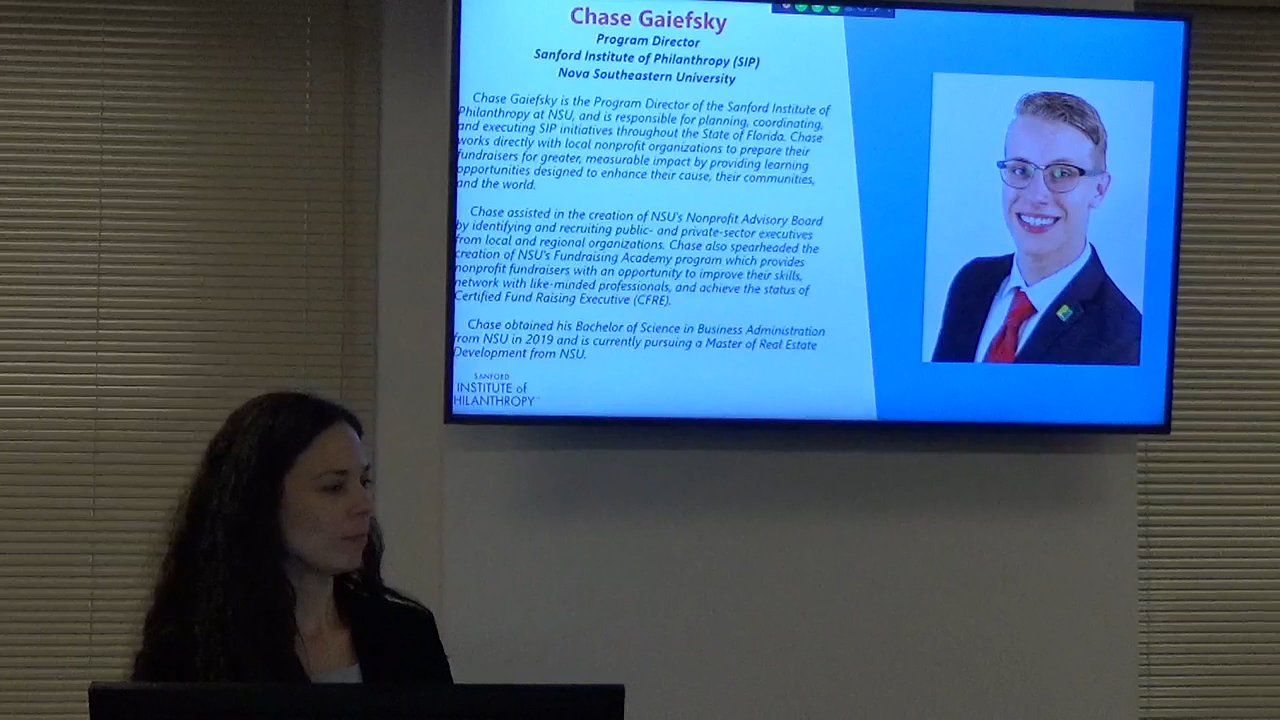 Chase Gaiefsky
Program Director
Sanford Institute of Philanthropy (SIP)
Nova Southeastern University
Chase Gaiefsky is the Program Director of the Sanford Institute of
Philanthropy at NSU, and is responsible for planning, coordinating,
and executing SIP initiatives throughout the State of Florida. Chase
works directly with local nonprofit organizations to prepare their
fundraisers for greater, measurable impact by providing learning
opportunities designed to enhance their cause, their communities,
and the world.
Chase assisted in the creation of NSU's Nonprofit Advisory Board
by identifying and recruiting public- and private-sector executives
from local and regional organizations. Chase also spearheaded the
creation of NSU's Fundraising Academy program which provides
nonprofit fundraisers with an opportunity to improve their skills,
network with like-minded professionals, and achieve the status of
Certified Fund Raising Executive (CFRE).
Chase obtained his Bachelor of Science in Business Administration
from NSU in 2019 and is currently pursuing a Master of Real Estate
Development from NSU.
SANFORD
INSTITUTE of
HILANTHROPY